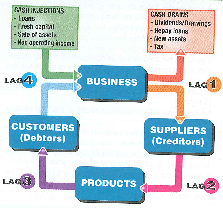 CASH INJECTIONS
- Loans
- Fresh capital
- Sale of assets
- Non operating income
CASH DRAINS
- Dividends/Drawings
- Repay loans
- New assets
- Tax
BUSINESS
LAG 4
LAG 1
CUSTOMERS
(Debtors)
SUPPLIERS
(Creditors)
LAG 3
PRODUCTS
LAG 2